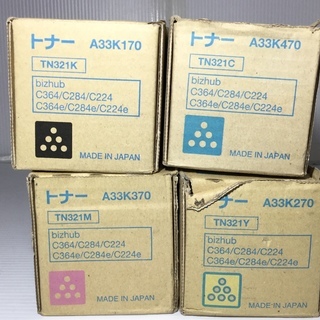 トナー A33K170
TN321K
bizhub
C364/C284/C224
C364e/C284e/C224e
MADE IN JAPAN
トナー A33K470
TN321C
bizhub
C364/C284/C224
C364e/C284e/C224e
MADE IN JAPAN
トナー A33K370
TN321M
bizhub
C364/C284/C224
C364e/C284e/C224e
MADE IN JAPAN
トナー A33K270
TN321Y
bizhub
C364/C284/C224
C364e/C284e/C224e
MADE IN JAPAN